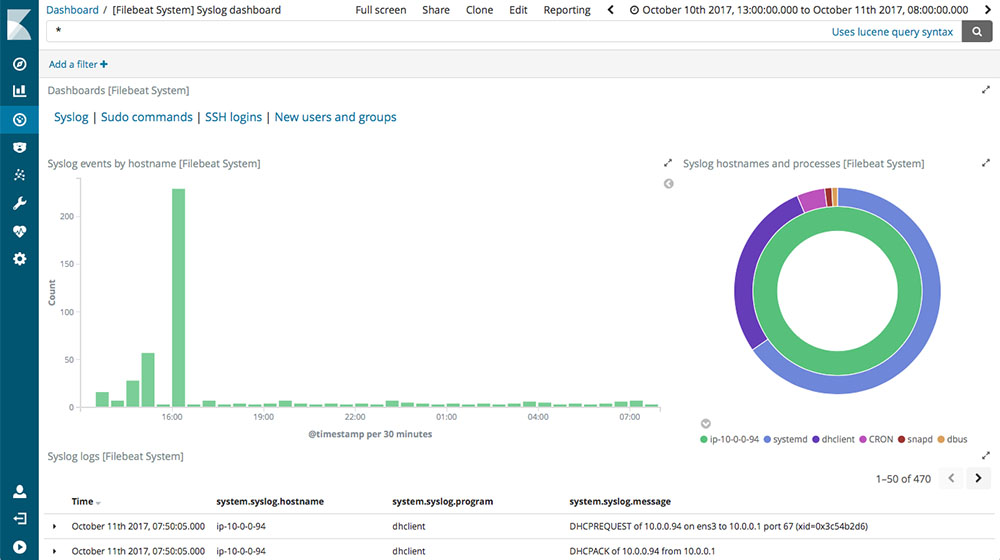 Dashboard / [Filebeat System] Syslog dashboard Full screen Share Clone Edit Reporting October 10th 2017, 13:00:00.000 to October 11th 2017, 08:00:00.000
* Uses lucene query syntax
Add a filter +
Dashboards [Filebeat System]
Syslog | Sudo commands | SSH logins | New users and groups
Syslog events by hostname [Filebeat System]
200
150
100
50
0
Count
16:00 19:00 22:00 01:00 04:00 07:00
@timestamp per 30 minutes
Syslog hostnames and processes [Filebeat System]
ip-10-0-0-94 systemd dhclient CRON snapd dbus
Syslog logs [Filebeat System]
1–50 of 470
Time system.syslog.hostname system.syslog.program system.syslog.message
October 11th 2017, 07:50:05.000 ip-10-0-0-94 dhclient DHCPREQUEST of 10.0.0.94 on ens3 to 10.0.0.1 port 67 (xid=0x3c54b2d6)
October 11th 2017, 07:50:05.000 ip-10-0-0-94 dhclient DHCPACK of 10.0.0.94 from 10.0.0.1